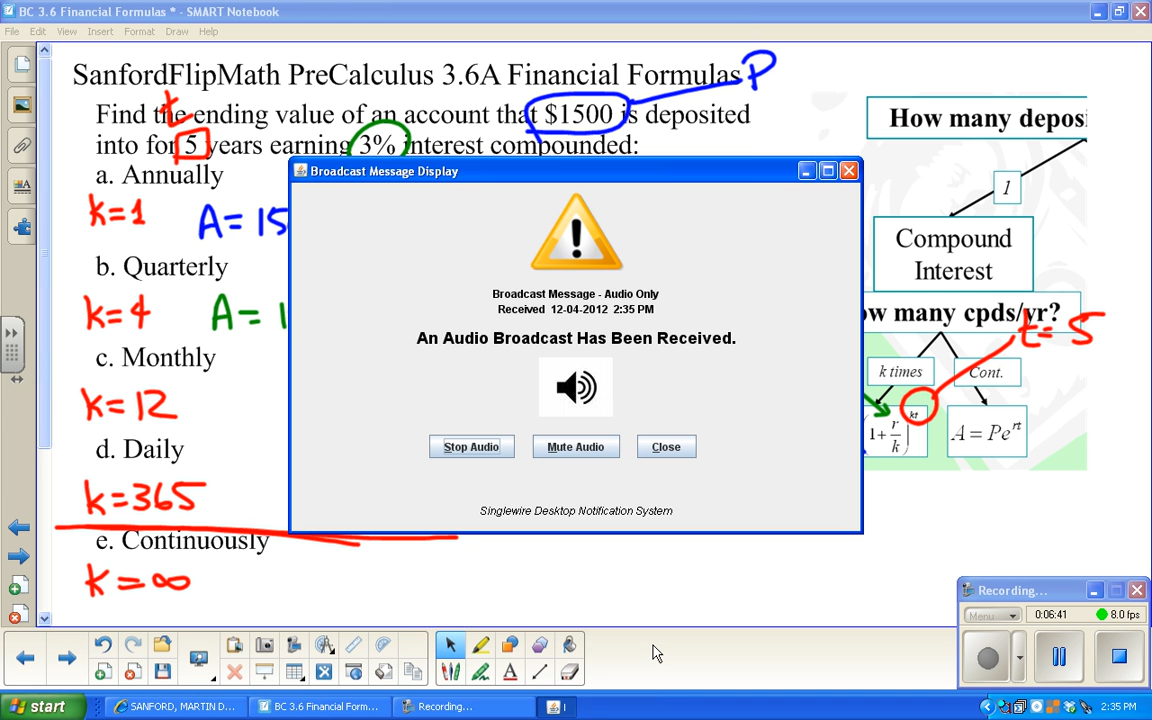 BC 3.6 Financial Formulas * - SMART Notebook
File Edit View Insert Format Draw Help
SanfordFlipMath PreCalculus 3.6A Financial Formulas P
t
Find the ending value of an account that $1500 is deposited
into for 5 years earning 3% interest compounded:
a. Annually
k=1 A= 15
b. Quarterly
k=4 A= 1
c. Monthly
k=12
d. Daily
k=365
e. Continuously
k=∞
How many depos
1
Compound
Interest
ow many cpds/yr?
t=5
k times
Cont.
1+r/k| kt
A = Pe^rt
Broadcast Message Display
Broadcast Message - Audio Only
Received 12-04-2012 2:35 PM
An Audio Broadcast Has Been Received.
Stop Audio Mute Audio Close
Singlewire Desktop Notification System
Recording...
Menu 0:06:41 8.0 fps
start SANFORD, MARTIN D... BC 3.6 Financial Form... Recording... 2:35 PM